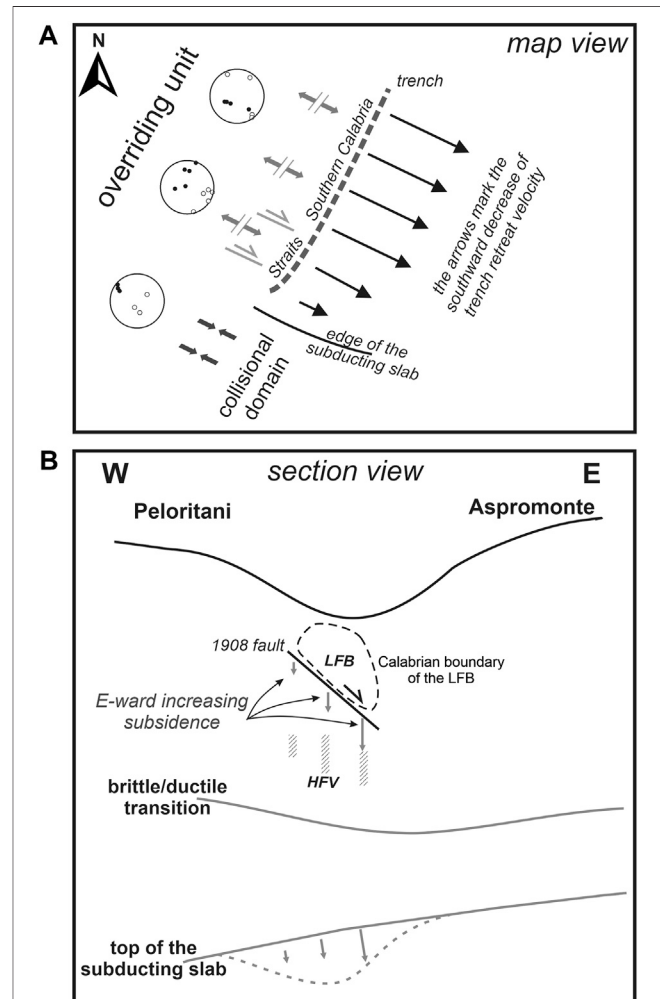 A
N
map view
overriding unit
trench
Southern Calabria
Straits
the arrows mark the
southward decrease of
trench retreat velocity
edge of the
subducting slab
collisional
domain
B
section view
W
E
Peloritani
Aspromonte
1908 fault
LFB
Calabrian boundary
of the LFB
E-ward increasing
subsidence
HFV
brittle/ductile
transition
top of the
subducting slab